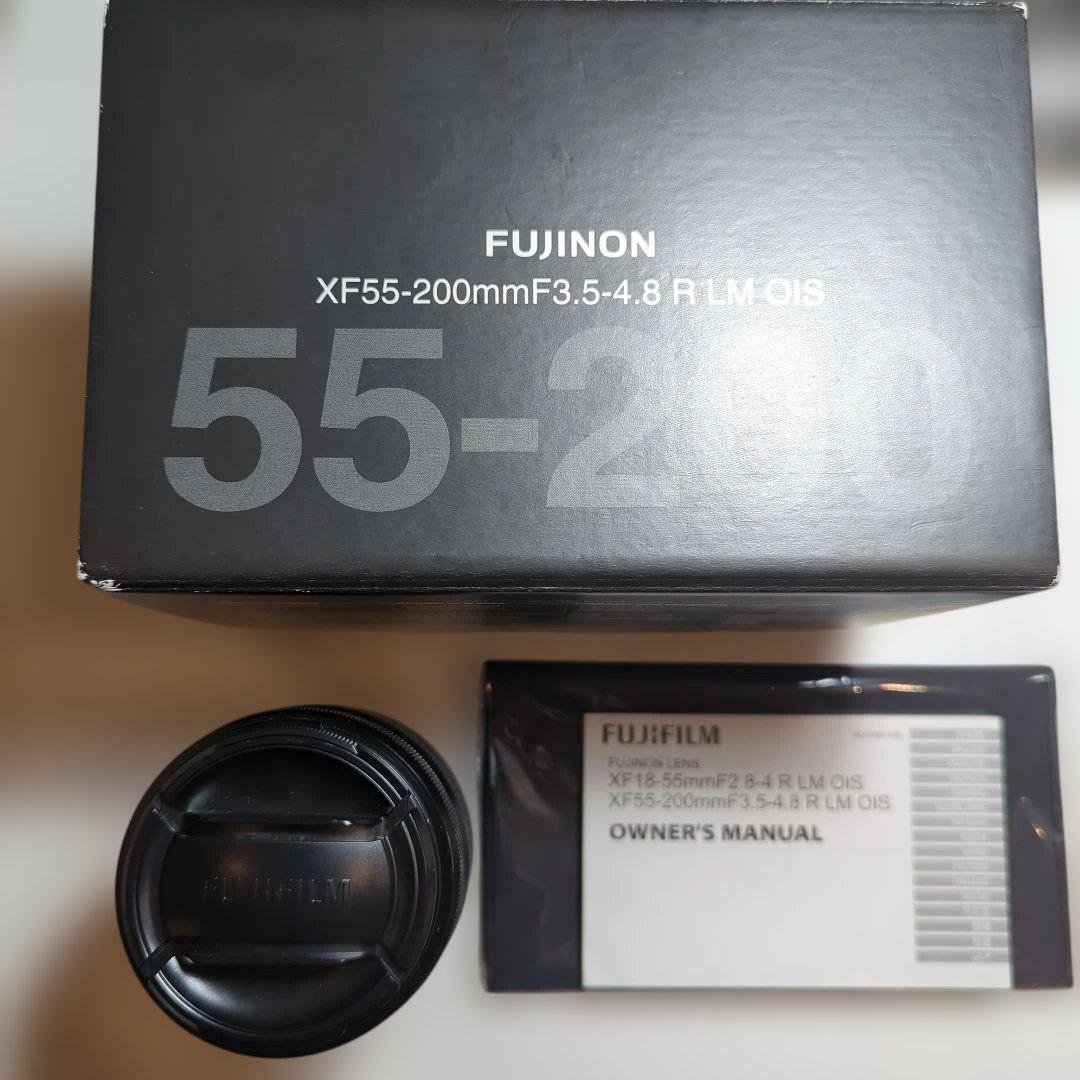 FUJINON
XF55-200mmF3.5-4.8 R LM OIS
55-200
FUJIFILM
FUJIFILM
FUJINON LENS
XF18-55mmF2.8-4 R LM OIS
XF55-200mmF3.5-4.8 R LM OIS
OWNER'S MANUAL